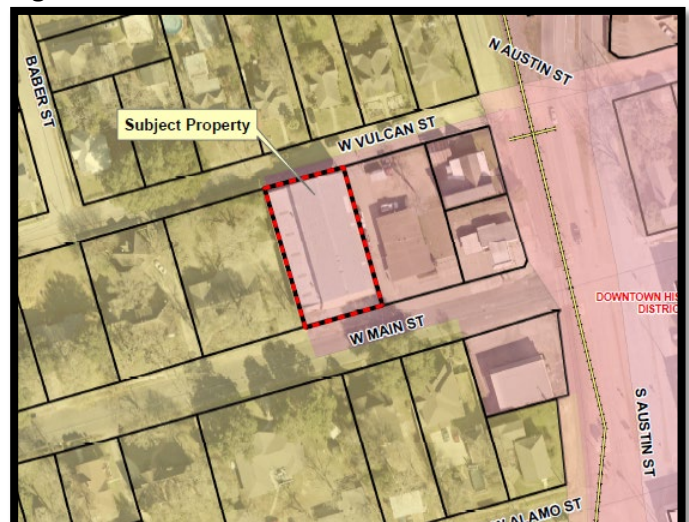 N AUSTIN ST
BABER ST
Subject Property
W VULCAN ST
DOWNTOWN HIS
DISTRIC
W MAIN ST
S AUSTIN ST
ALAMO ST